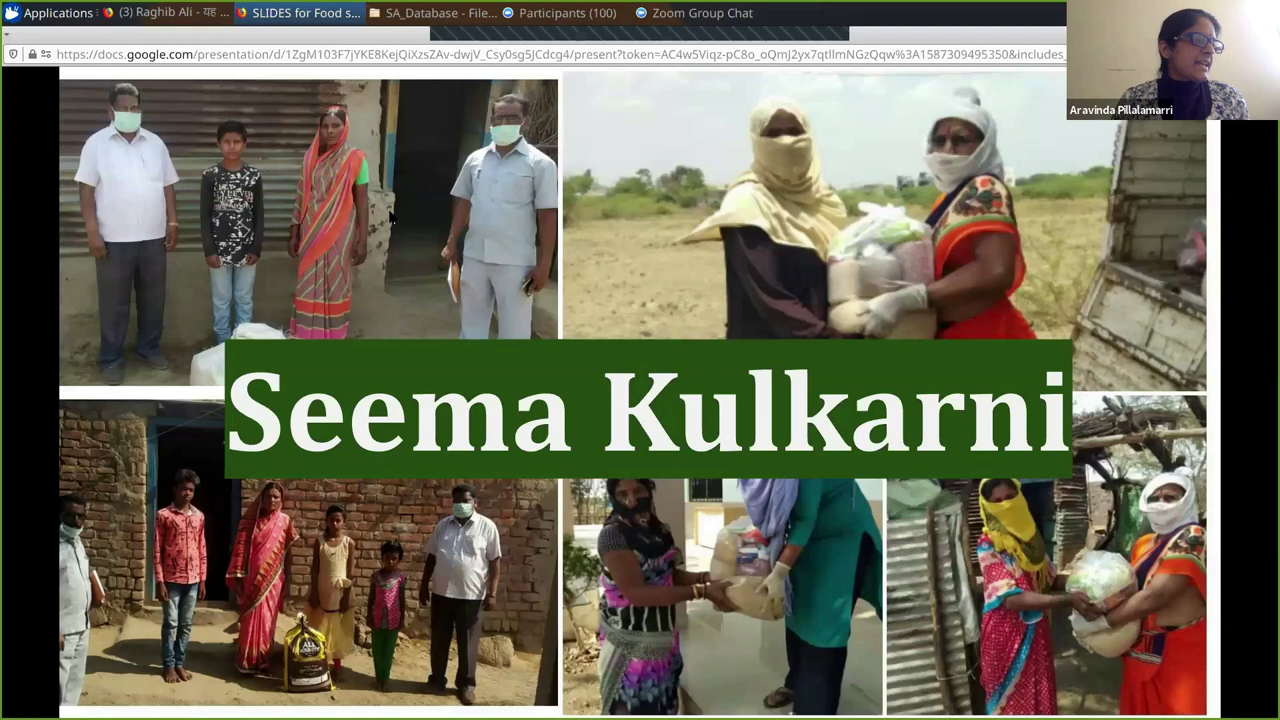 Applications
(3) Raghib Ali - यह ...
SLIDES for Food s...
SA_Database - File...
Participants (100)
Zoom Group Chat
https://docs.google.com/presentation/d/1ZgM103F7jYKE8KejQiXzsZAv-dwjV_Csy0sg5JCdcg4/present?token=AC4w5Viqz-pC8o_oQmJ2yx7qtllmNGzQqw%3A1587309495350&includes_
Aravinda Pillalamarri
Seema Kulkarni